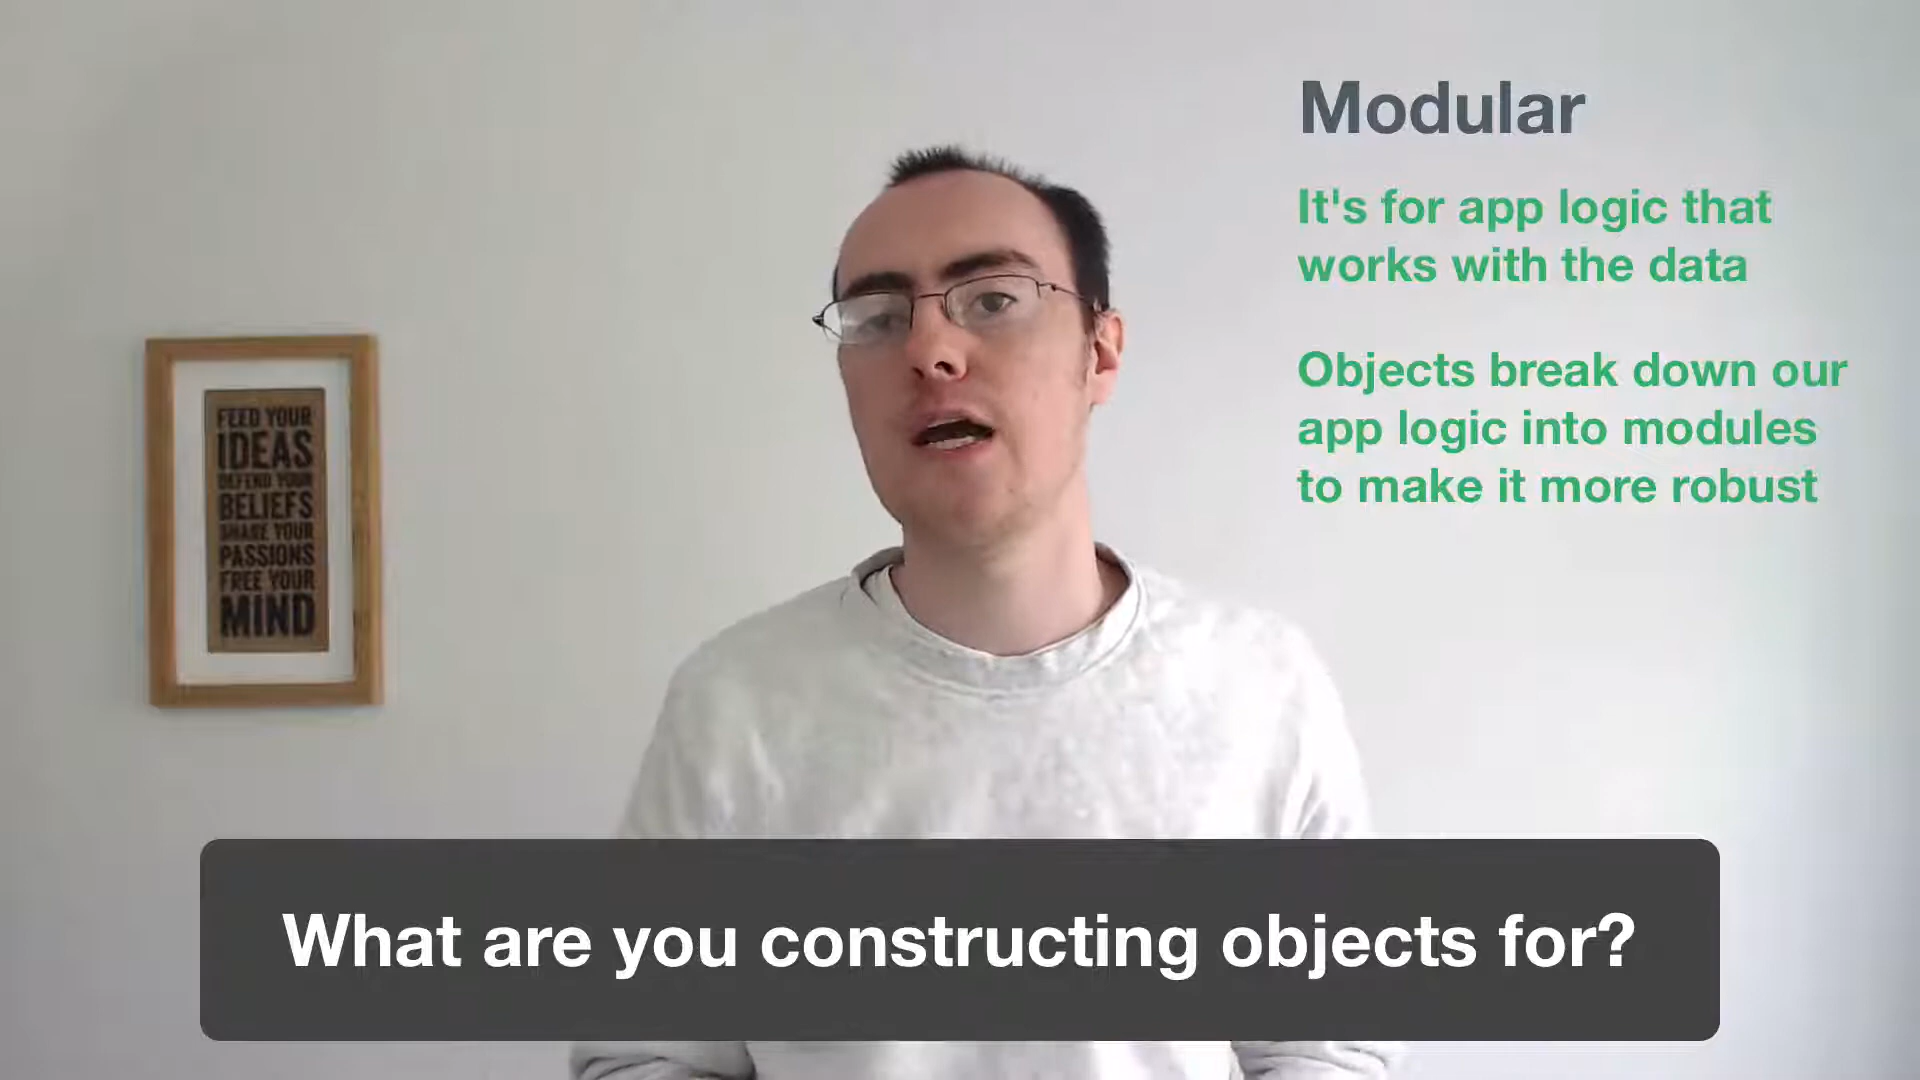 Modular
It's for app logic that
works with the data
Objects break down our
app logic into modules
to make it more robust
FEED YOUR
IDEAS
DEFEND YOUR
BELIEFS
SHARE YOUR
PASSIONS
FREE YOUR
MIND
What are you constructing objects for?